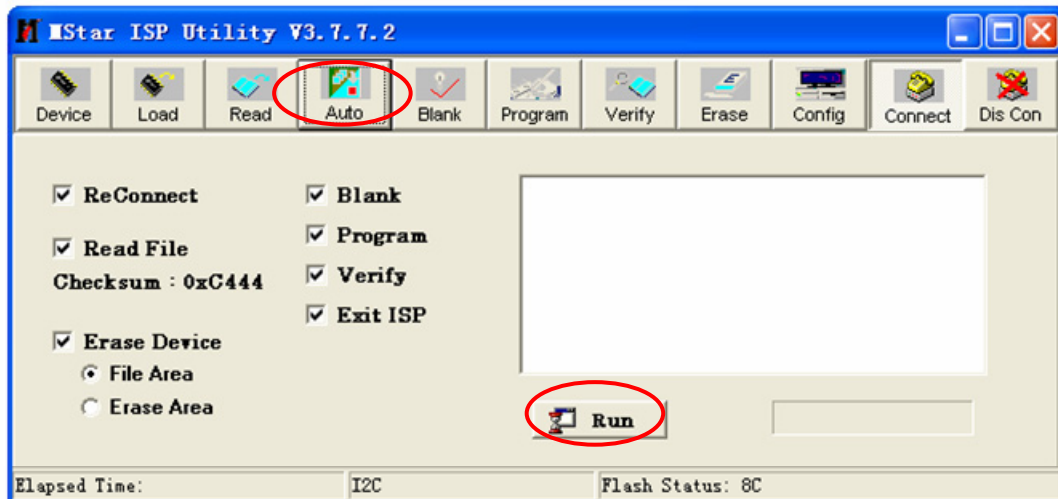 MStar ISP Utility V3.7.7.2
Device Load Read Auto Blank Program Verify Erase Config Connect Dis Con
ReConnect
Read File
Checksum : 0xC444
Erase Device
File Area
Erase Area
Blank
Program
Verify
Exit ISP
Run
Elapsed Time:
I2C
Flash Status: 8C